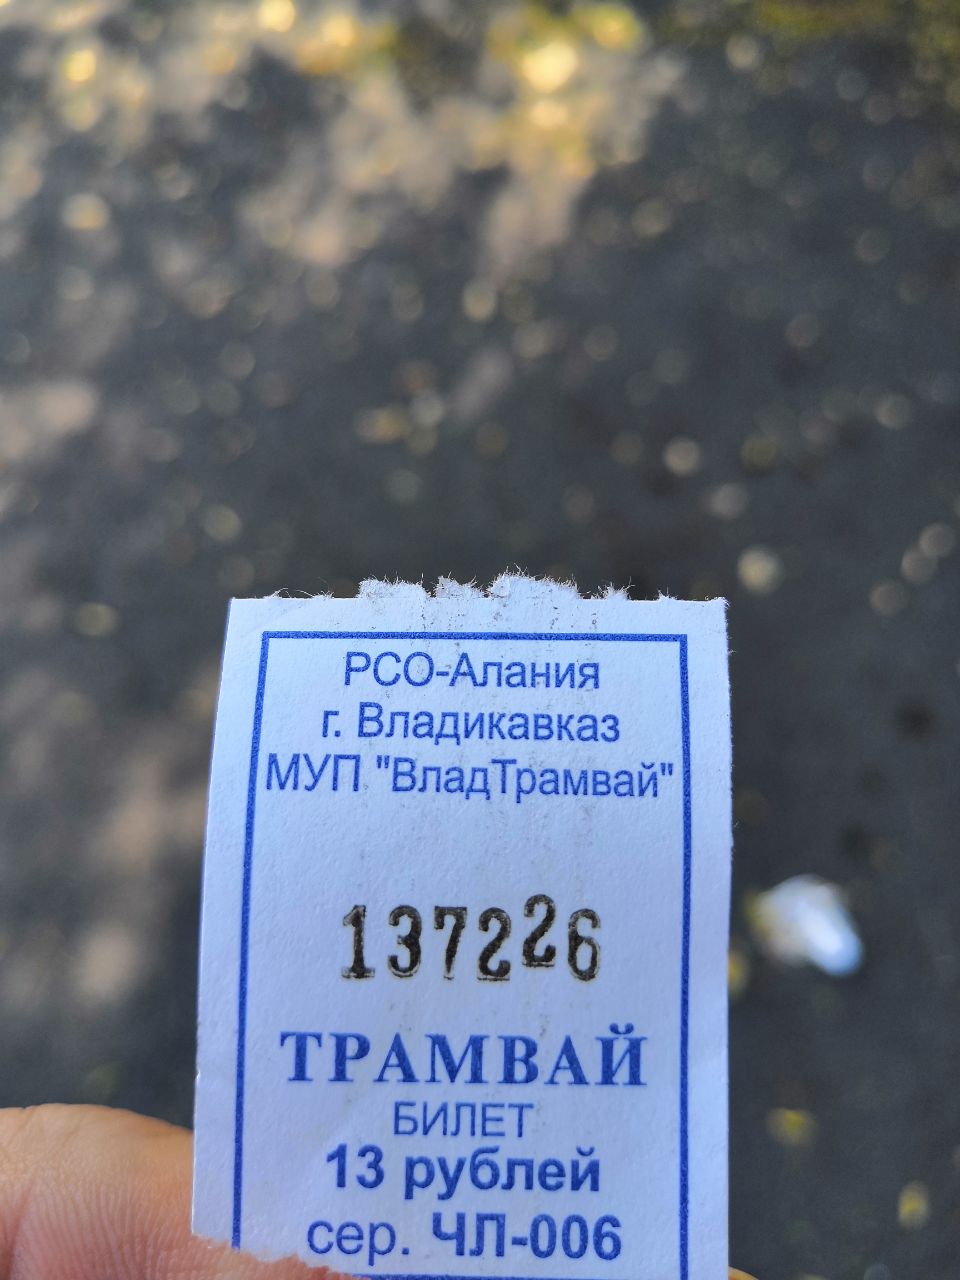 РСО-Алания
г. Владикавказ
МУП "ВладТрамвай"
137226
ТРАМВАЙ
БИЛЕТ
13 рублей
сер. ЧЛ-006